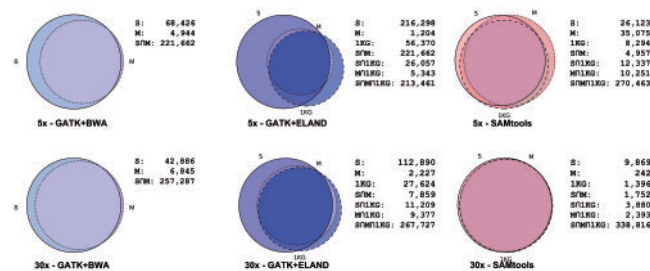 S: 68,426
M: 4,944
S∩M: 221,662
S
M
5x - GATK+BWA
S: 216,298
M: 1,204
1KG: 56,370
S∩M: 221,662
S∩1KG: 26,057
M∩1KG: 5,343
S∩M∩1KG: 213,461
S
M
1KG
5x - GATK+ELAND
S: 26,123
M: 35,075
1KG: 8,294
S∩M: 4,957
S∩1KG: 12,337
M∩1KG: 10,251
S∩M∩1KG: 270,463
S
M
1KG
5x - SAMtools
S: 42,886
M: 6,845
S∩M: 257,287
S
M
30x - GATK+BWA
S: 112,890
M: 2,227
1KG: 27,624
S∩M: 7,859
S∩1KG: 11,209
M∩1KG: 9,377
S∩M∩1KG: 267,727
S
M
1KG
30x - GATK+ELAND
S: 9,869
M: 242
1KG: 1,396
S∩M: 1,752
S∩1KG: 3,880
M∩1KG: 2,393
S∩M∩1KG: 338,816
S
M
1KG
30x - SAMtools